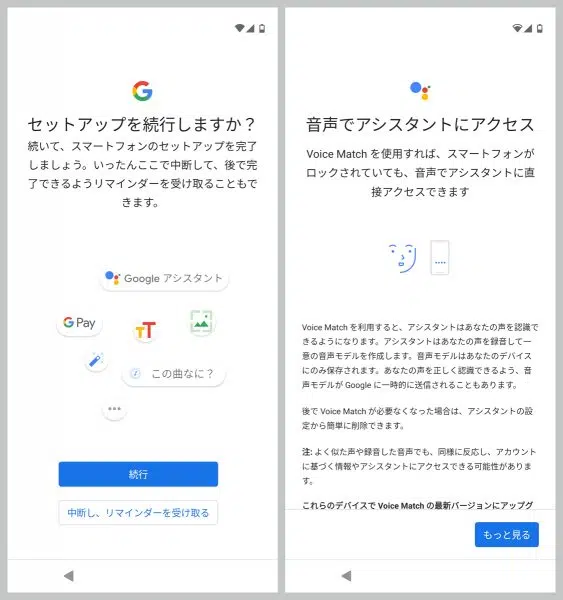 セットアップを続行しますか？
続いて、スマートフォンのセットアップを完了
しましょう。いったんここで中断して、後で完
了できるようリマインダーを受け取ることもで
きます。
Google アシスタント
G Pay
TT
この曲なに？
続行
中断し、リマインダーを受け取る
音声でアシスタントにアクセス
Voice Match を使用すれば、スマートフォンが
ロックされていても、音声でアシスタントに直
接アクセスできます
Voice Match を利用すると、アシスタントはあなたの声を認識で
きるようになります。アシスタントはあなたの声を録音して一
意の音声モデルを作成します。音声モデルはあなたのデバイス
にのみ保存されます。あなたの声を正しく認識できるよう、音
声モデルが Google に一時的に送信されることもあります。
後で Voice Match が必要なくなった場合は、アシスタントの設
定から簡単に削除できます。
注: よく似た声や録音した音声でも、同様に反応し、アカウント
に基づく情報やアシスタントにアクセスできる可能性がありま
す。
これらのデバイスで Voice Match の最新バージョンにアップグ
もっと見る